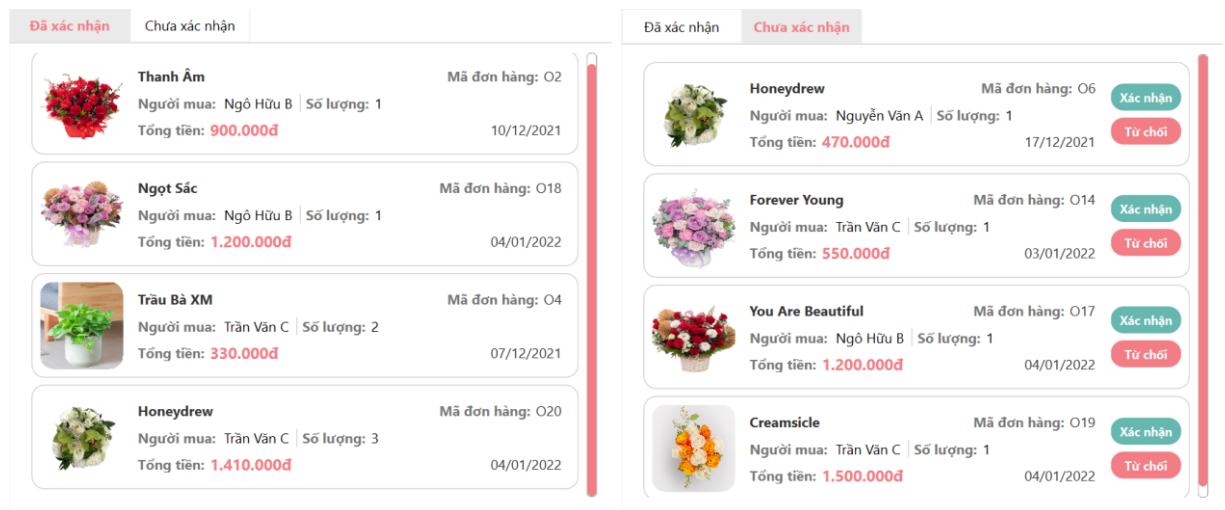 Đã xác nhận Chưa xác nhận
Thanh Âm Mã đơn hàng: O2
Người mua: Ngô Hữu B Số lượng: 1
Tổng tiền: 900.000đ 10/12/2021
Ngọt Sắc Mã đơn hàng: O18
Người mua: Ngô Hữu B Số lượng: 1
Tổng tiền: 1.200.000đ 04/01/2022
Trầu Bà XM Mã đơn hàng: O4
Người mua: Trần Văn C Số lượng: 2
Tổng tiền: 330.000đ 07/12/2021
Honeydrew Mã đơn hàng: O20
Người mua: Trần Văn C Số lượng: 3
Tổng tiền: 1.410.000đ 04/01/2022
Đã xác nhận Chưa xác nhận
Honeydrew Mã đơn hàng: O6
Xác nhận
Người mua: Nguyễn Văn A Số lượng: 1
Từ chối
Tổng tiền: 470.000đ 17/12/2021
Forever Young Mã đơn hàng: O14
Xác nhận
Người mua: Trần Văn C Số lượng: 1
Từ chối
Tổng tiền: 550.000đ 03/01/2022
You Are Beautiful Mã đơn hàng: O17
Xác nhận
Người mua: Ngô Hữu B Số lượng: 1
Từ chối
Tổng tiền: 1.200.000đ 04/01/2022
Creamsicle Mã đơn hàng: O19
Xác nhận
Người mua: Trần Văn C Số lượng: 1
Từ chối
Tổng tiền: 1.500.000đ 04/01/2022